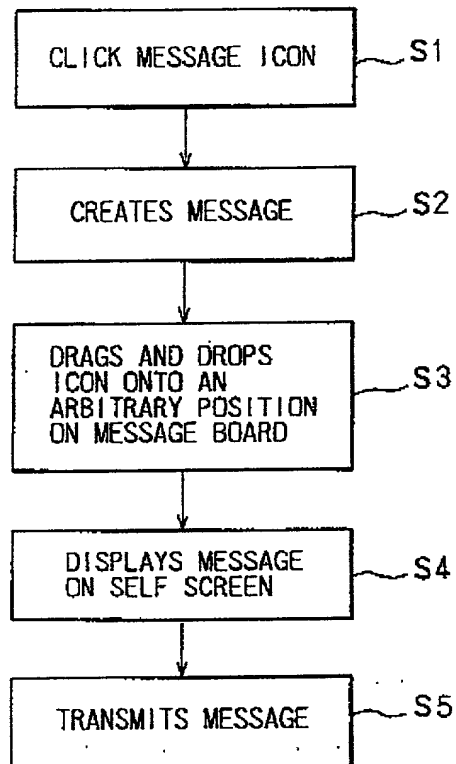 CLICK MESSAGE ICON
S1
CREATES MESSAGE
S2
DRAGS AND DROPS
ICON ONTO AN
ARBITRARY POSITION
ON MESSAGE BOARD
S3
DISPLAYS MESSAGE
ON SELF SCREEN
S4
TRANSMITS MESSAGE
S5